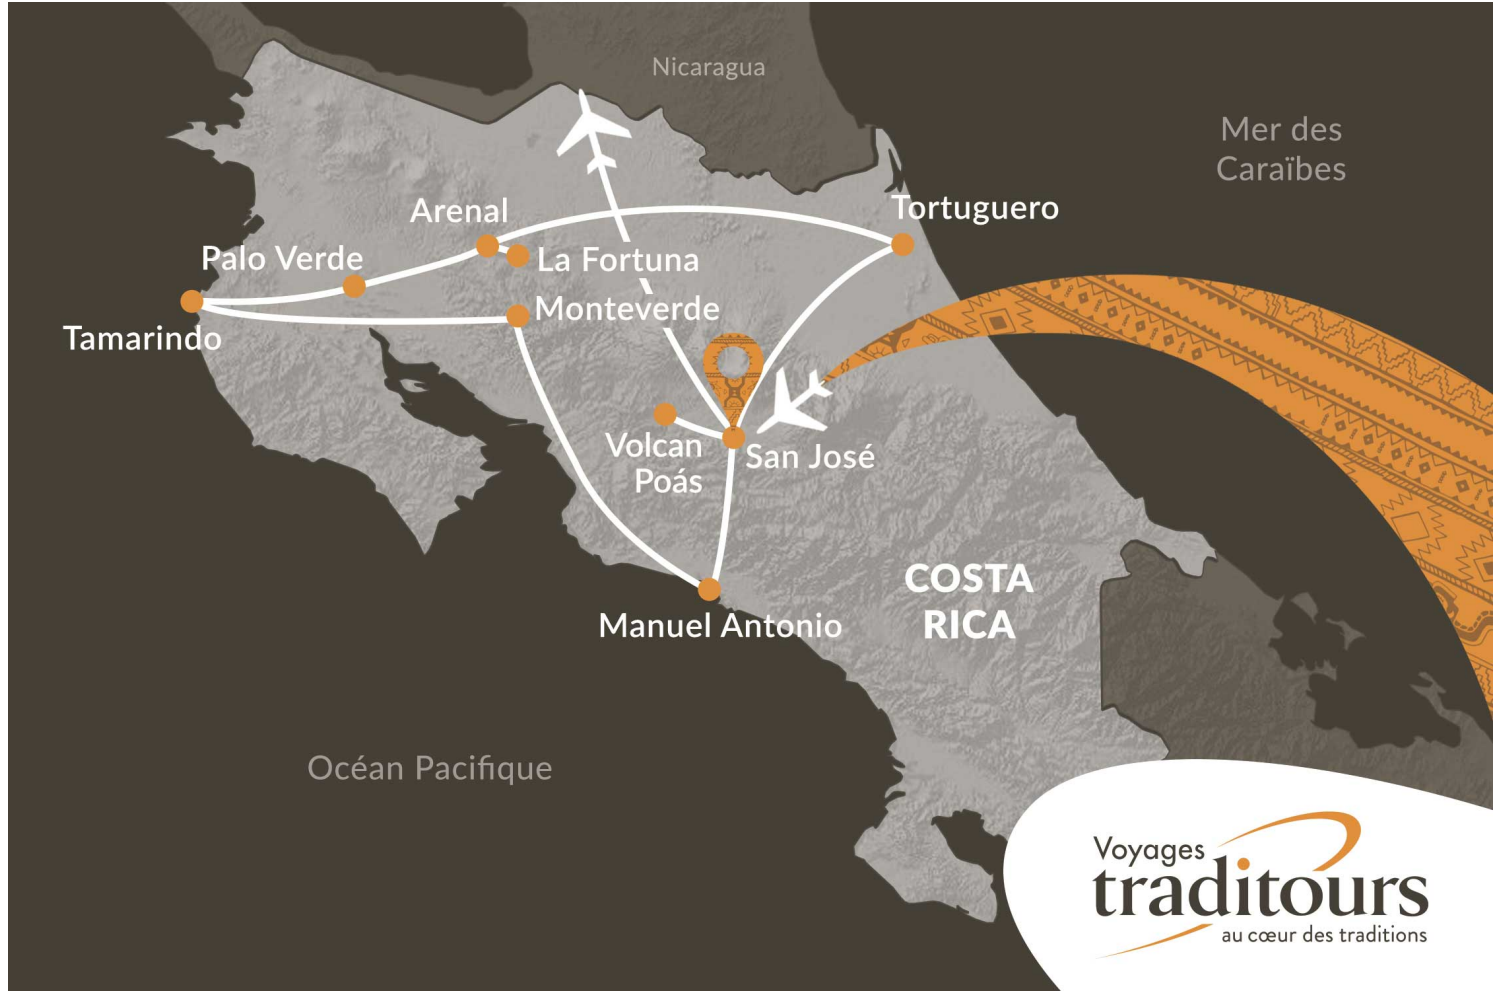 Nicaragua
Mer des
Caraïbes
Arenal
Tortuguero
Palo Verde
La Fortuna
Monteverde
Tamarindo
Volcan
Poás
San José
COSTA
RICA
Manuel Antonio
Océan Pacifique
Voyages
traditours
au cœur des traditions